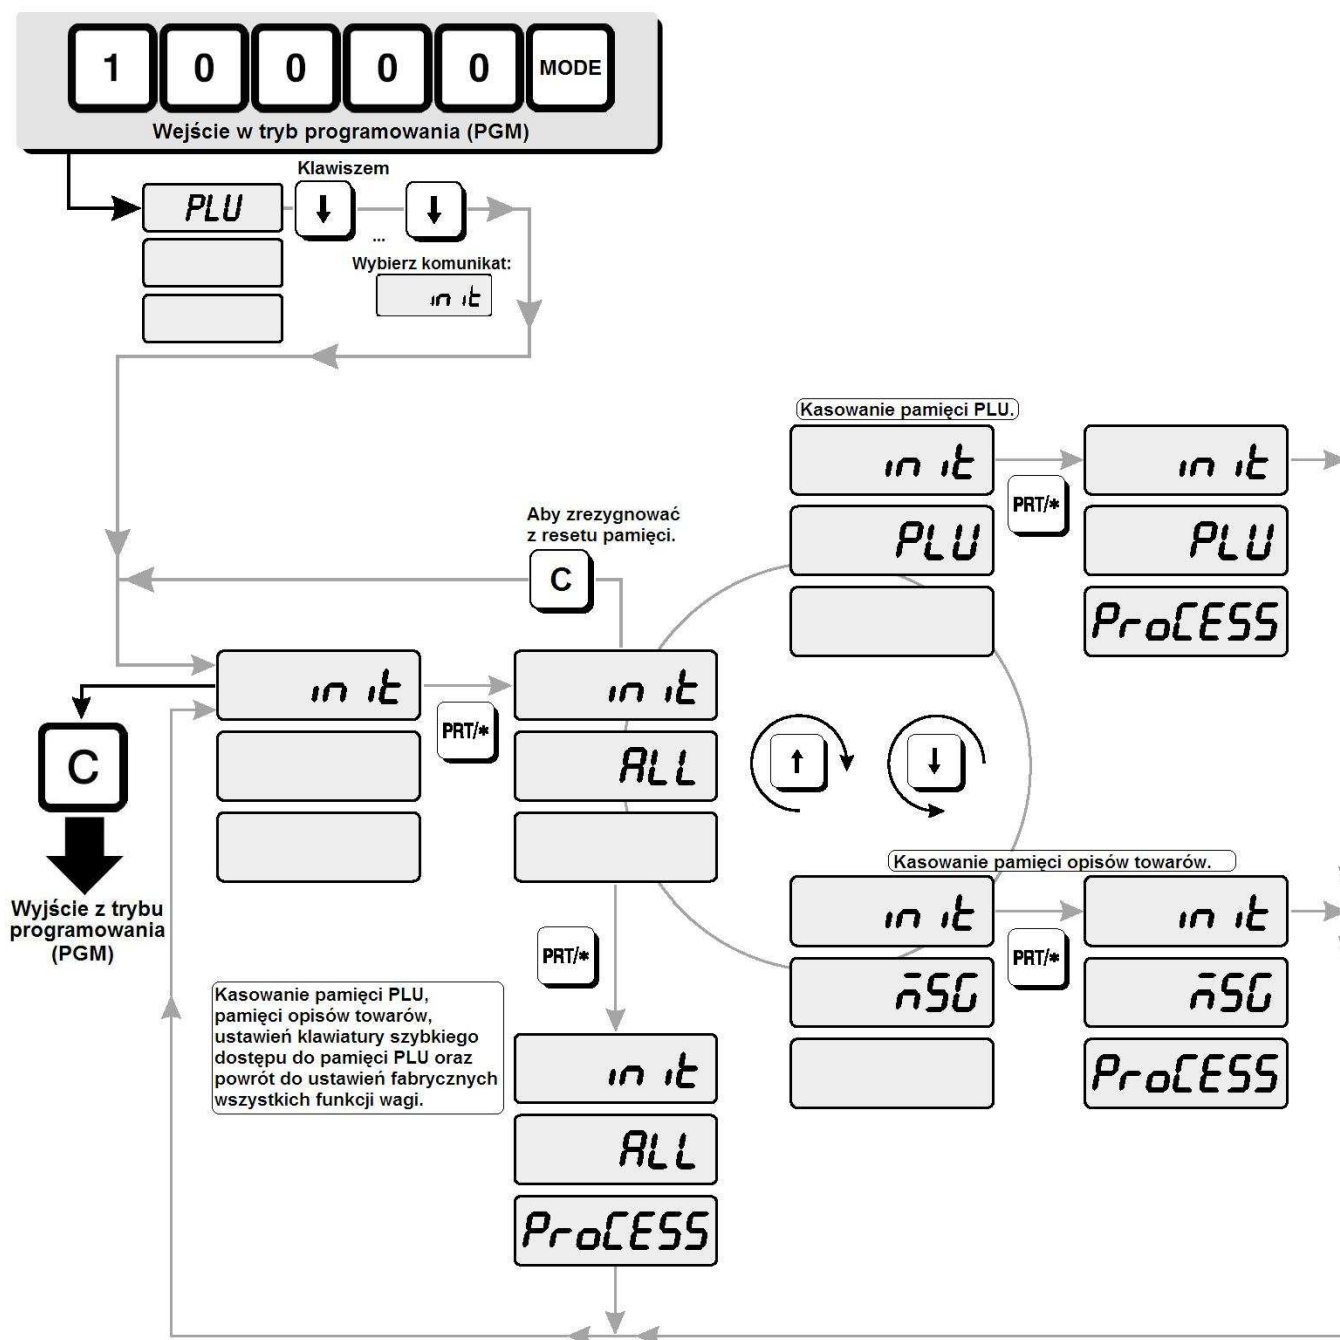 1 0 0 0 0 MODE
Wejście w tryb programowania (PGM)
Klawiszem
PLU
...
Wybierz komunikat:
init
Kasowanie pamięci PLU.
init
PRT/*
init
PLU
PLU
ProCESS
Aby zrezygnować
z resetu pamięci.
C
init
PRT/*
init
ALL
C
Wyjście z trybu
programowania
(PGM)
Kasowanie pamięci opisów towarów.
init
PRT/*
init
MSG
MSG
ProCESS
PRT/*
Kasowanie pamięci PLU,
pamięci opisów towarów,
ustawień klawiatury szybkiego
dostępu do pamięci PLU oraz
powrót do ustawień fabrycznych
wszystkich funkcji wagi.
init
ALL
ProCESS